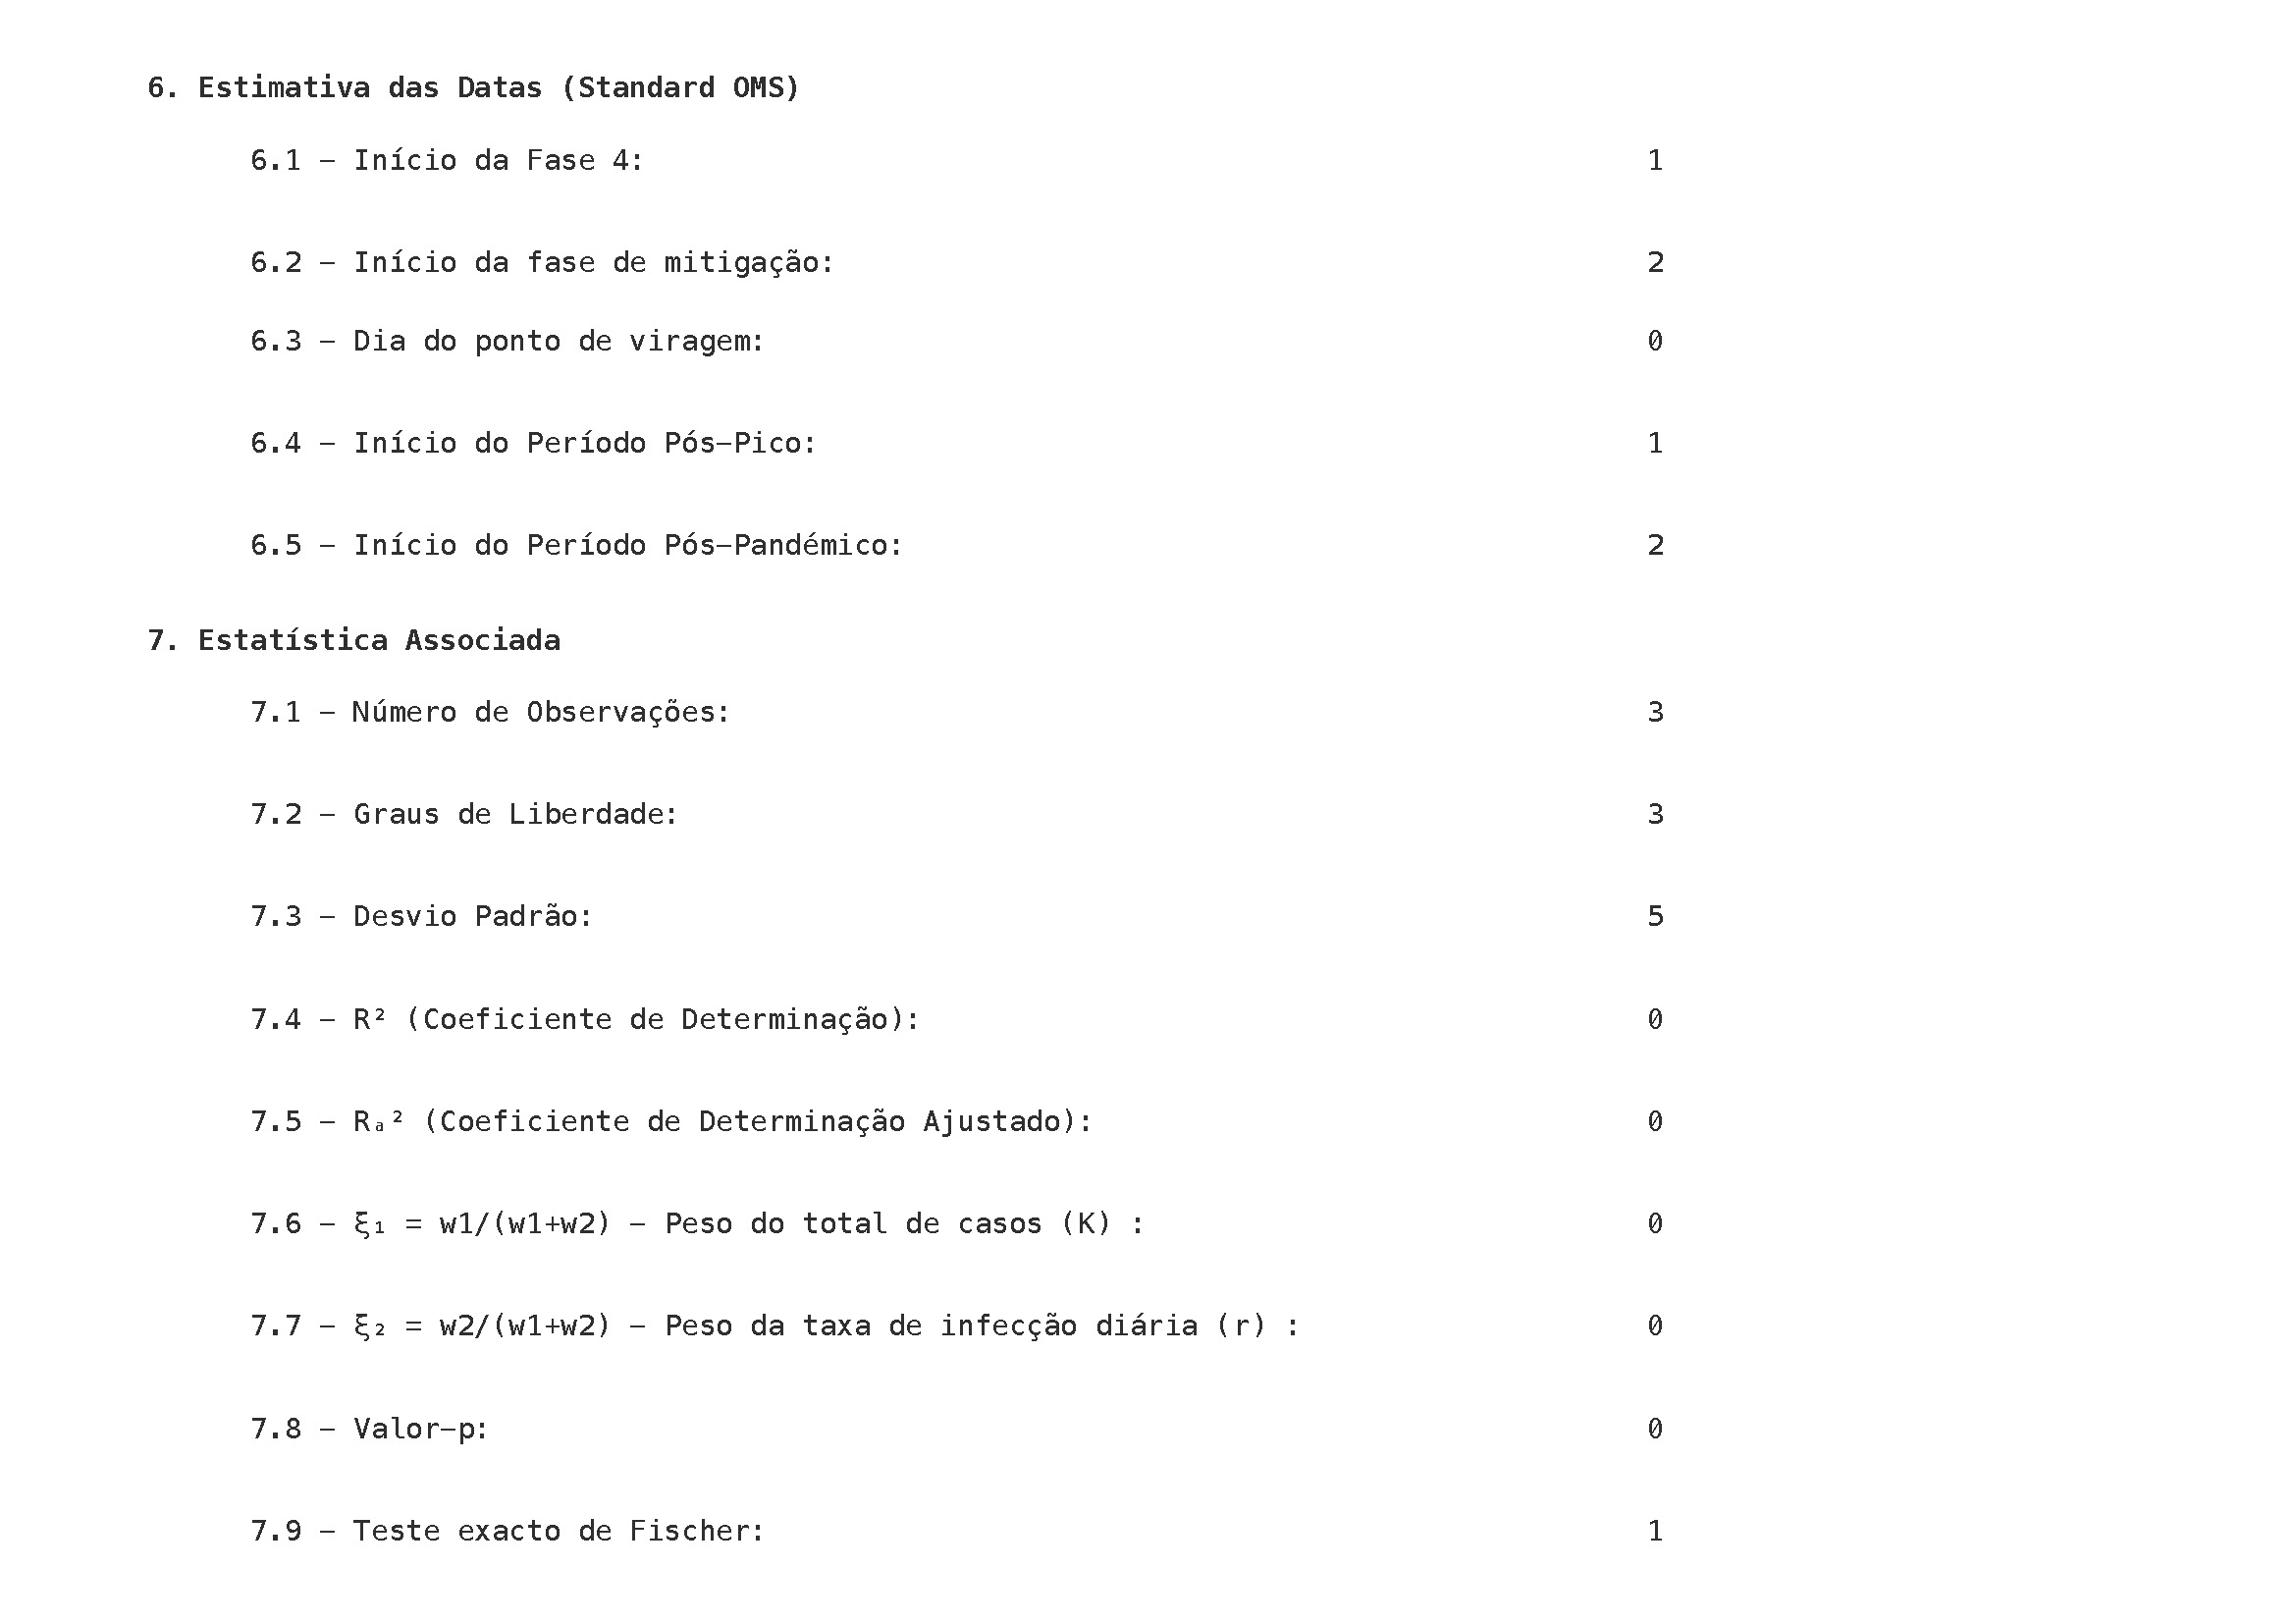 6. Estimativa das Datas (Standard OMS)
6.1 – Início da Fase 4: 1
6.2 – Início da fase de mitigação: 2
6.3 – Dia do ponto de viragem: 0
6.4 – Início do Período Pós–Pico: 1
6.5 – Início do Período Pós–Pandémico: 2
7. Estatística Associada
7.1 – Número de Observações: 3
7.2 – Graus de Liberdade: 3
7.3 – Desvio Padrão: 5
7.4 – R² (Coeficiente de Determinação): 0
7.5 – Rₐ² (Coeficiente de Determinação Ajustado): 0
7.6 – ξ₁ = w1/(w1+w2) – Peso do total de casos (K) : 0
7.7 – ξ₂ = w2/(w1+w2) – Peso da taxa de infecção diária (r) : 0
7.8 – Valor–p: 0
7.9 – Teste exacto de Fischer: 1